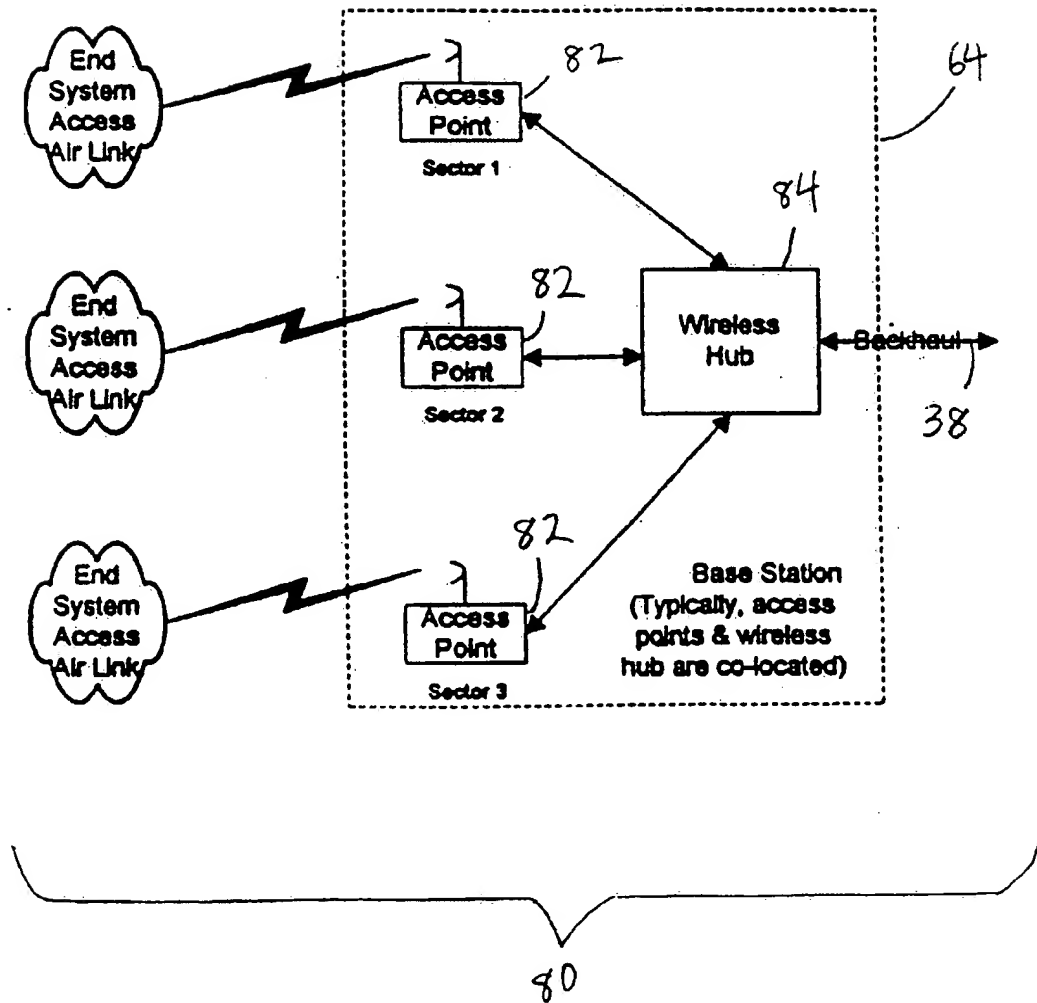 End
System
Access
Air Link
Access
Point
Sector 1
82
64
84
End
System
Access
Air Link
Access
Point
Sector 2
82
Wireless
Hub
Backhaul
38
End
System
Access
Air Link
Access
Point
Sector 3
82
Base Station
(Typically, access
points & wireless
hub are co-located)
80